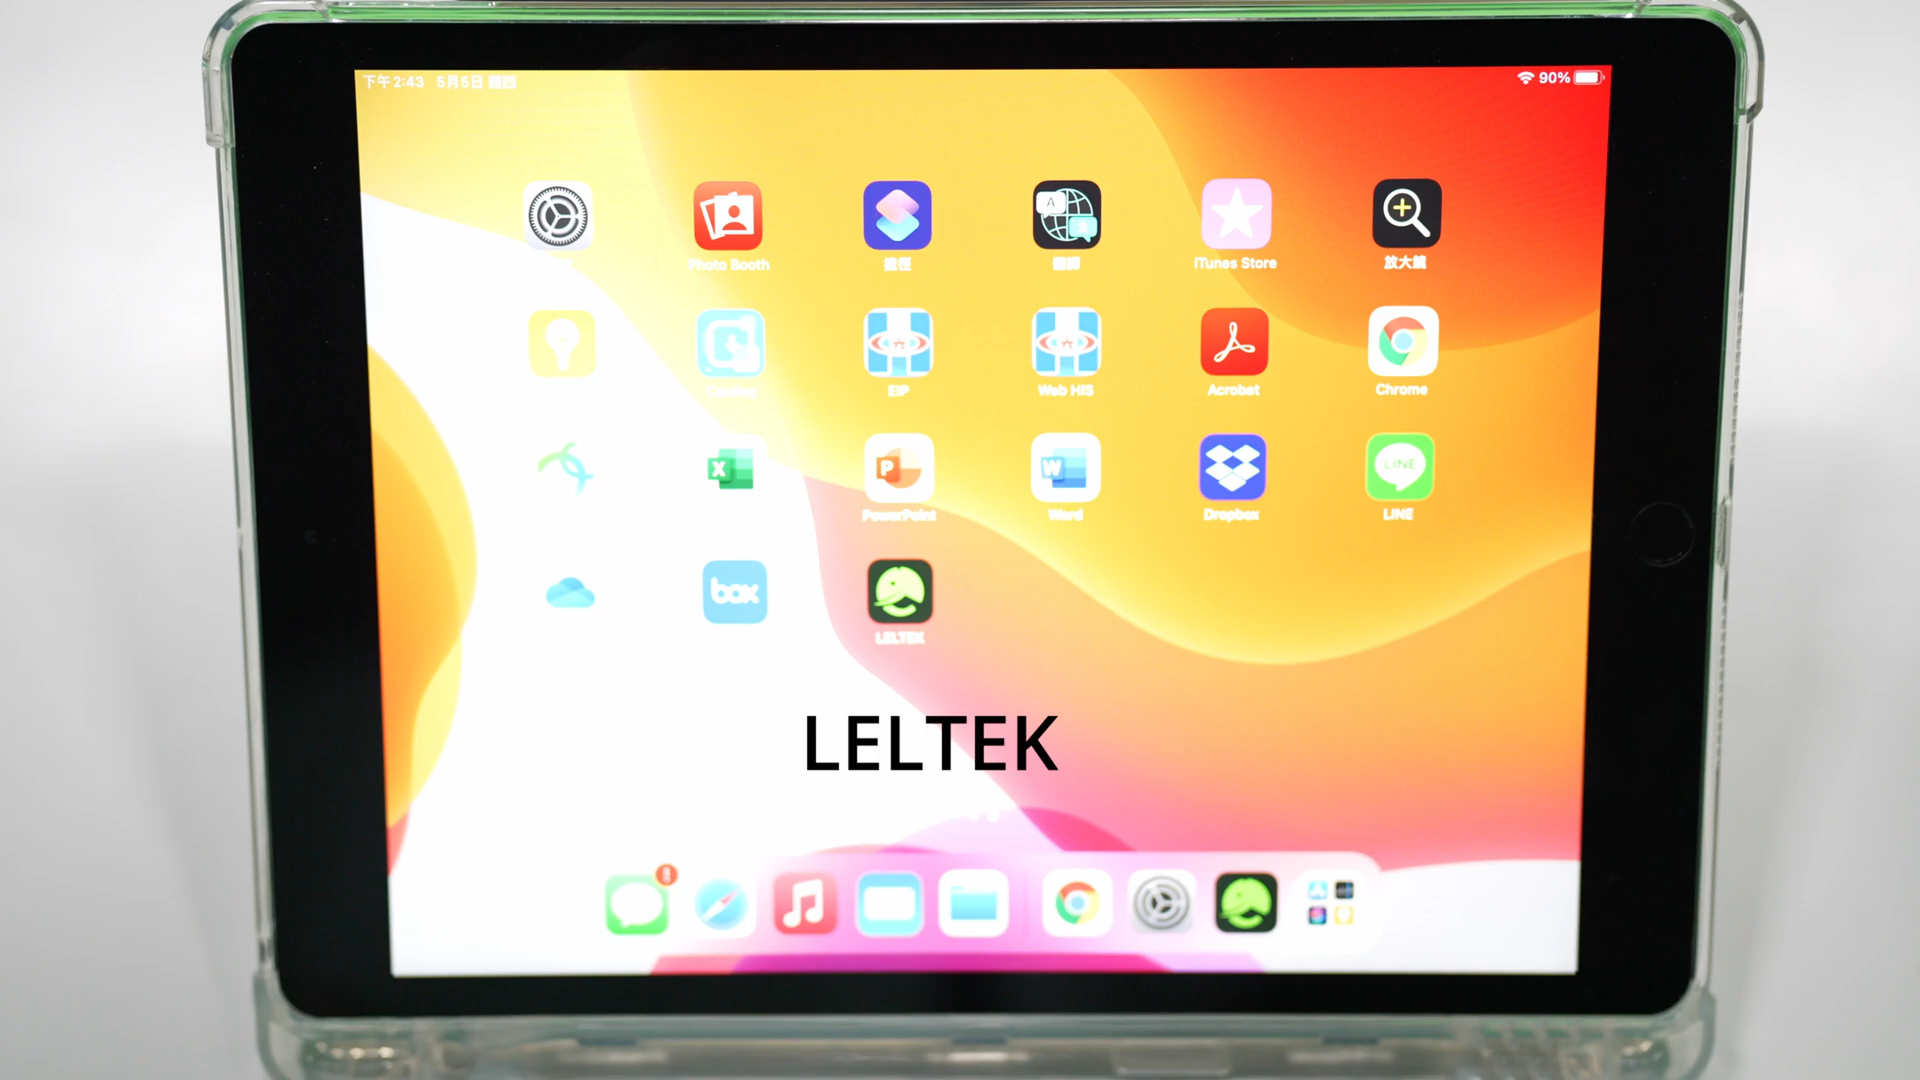 下午2:43 5月5日 週四
90%
Photo Booth
捷徑
翻譯
iTunes Store
放大鏡
A
EIP
Web HIS
Acrobat
Chrome
X
P
W
LINE
PowerPoint
Word
Dropbox
LINE
box
LELTEK
LELTEK